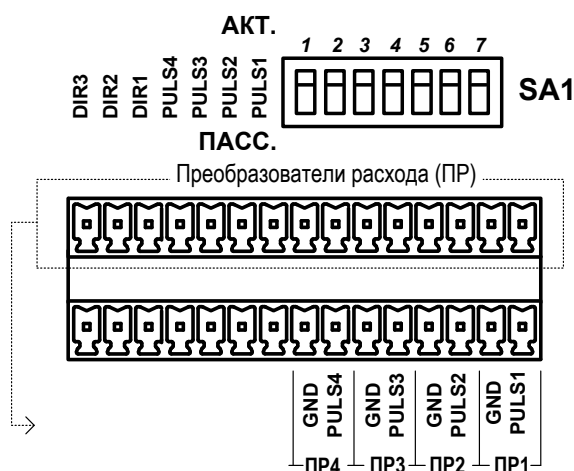 АКТ.
1 2 3 4 5 6 7
DIR3 DIR2 DIR1 PULS4 PULS3 PULS2 PULS1
SA1
ПАСС.
Преобразователи расхода (ПР)
GND PULS4 GND PULS3 GND PULS2 GND PULS1
ПР4 ПР3 ПР2 ПР1